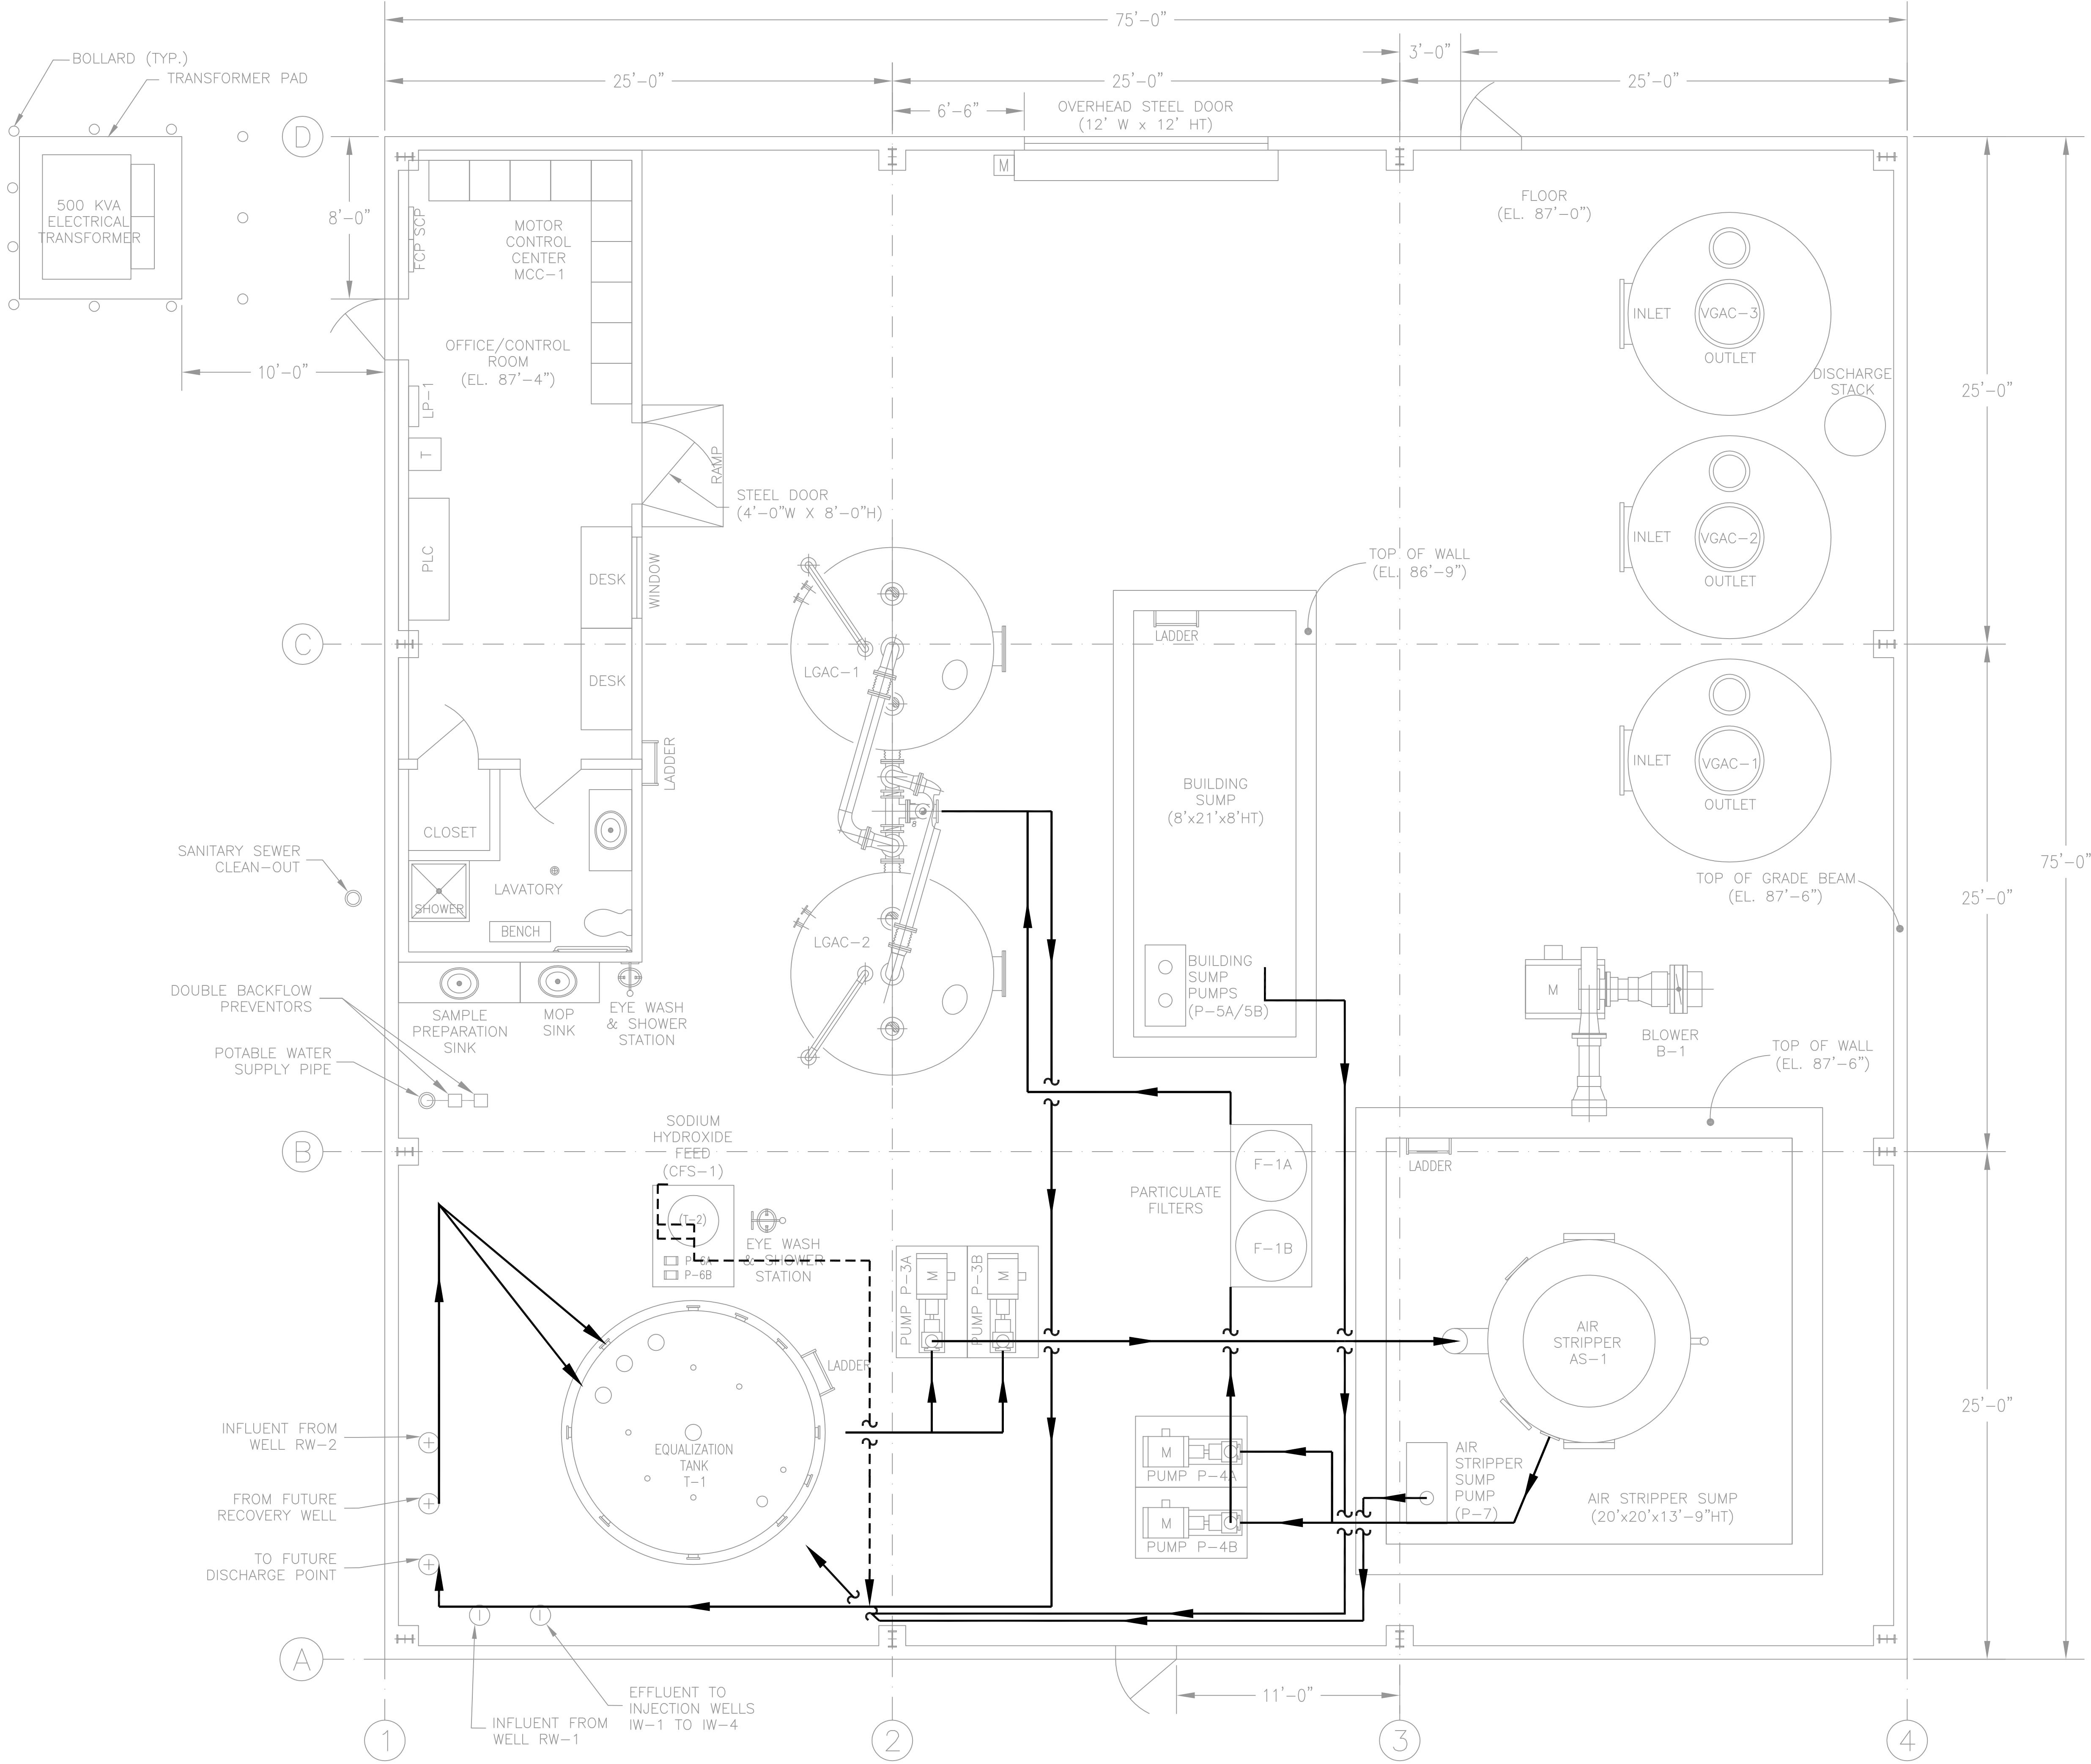 75'-0"
3'-0"
25'-0"
25'-0"
25'-0"
6'-6"
BOLLARD (TYP.)
TRANSFORMER PAD
OVERHEAD STEEL DOOR
(12' W x 12' HT)
D
M
500 KVA
ELECTRICAL
TRANSFORMER
8'-0"
FCP SCP
MOTOR
CONTROL
CENTER
MCC-1
FLOOR
(EL. 87'-0")
INLET
VGAC-3
OUTLET
OFFICE/CONTROL
ROOM
(EL. 87'-4")
10'-0"
LP-1
T
PLC
RAMP
STEEL DOOR
(4'-0"W X 8'-0"H)
DISCHARGE
STACK
25'-0"
INLET
VGAC-2
OUTLET
DESK
WINDOW
TOP OF WALL
(EL. 86'-9")
C
LADDER
LGAC-1
DESK
LADDER
INLET
VGAC-1
OUTLET
BUILDING
SUMP
(8'x21'x8'HT)
8
CLOSET
SANITARY SEWER
CLEAN-OUT
LAVATORY
SHOWER
BENCH
75'-0"
TOP OF GRADE BEAM
(EL. 87'-6")
25'-0"
LGAC-2
DOUBLE BACKFLOW
PREVENTORS
SAMPLE
PREPARATION
SINK
MOP
SINK
EYE WASH
& SHOWER
STATION
BUILDING
SUMP
PUMPS
(P-5A/5B)
M
BLOWER
B-1
POTABLE WATER
SUPPLY PIPE
TOP OF WALL
(EL. 87'-6")
B
SODIUM
HYDROXIDE
FEED
(CFS-1)
(T-2)
P-6A
P-6B
EYE WASH
& SHOWER
STATION
LADDER
PARTICULATE
FILTERS
F-1A
F-1B
PUMP P-3A
M
PUMP P-3B
M
AIR
STRIPPER
AS-1
LADDER
25'-0"
INFLUENT FROM
WELL RW-2
EQUALIZATION
TANK
T-1
M
PUMP P-4A
M
PUMP P-4B
AIR
STRIPPER
SUMP
PUMP
(P-7)
AIR STRIPPER SUMP
(20'x20'x13'-9"HT)
FROM FUTURE
RECOVERY WELL
TO FUTURE
DISCHARGE POINT
A
11'-0"
EFFLUENT TO
INJECTION WELLS
IW-1 TO IW-4
INFLUENT FROM
WELL RW-1
1
2
3
4